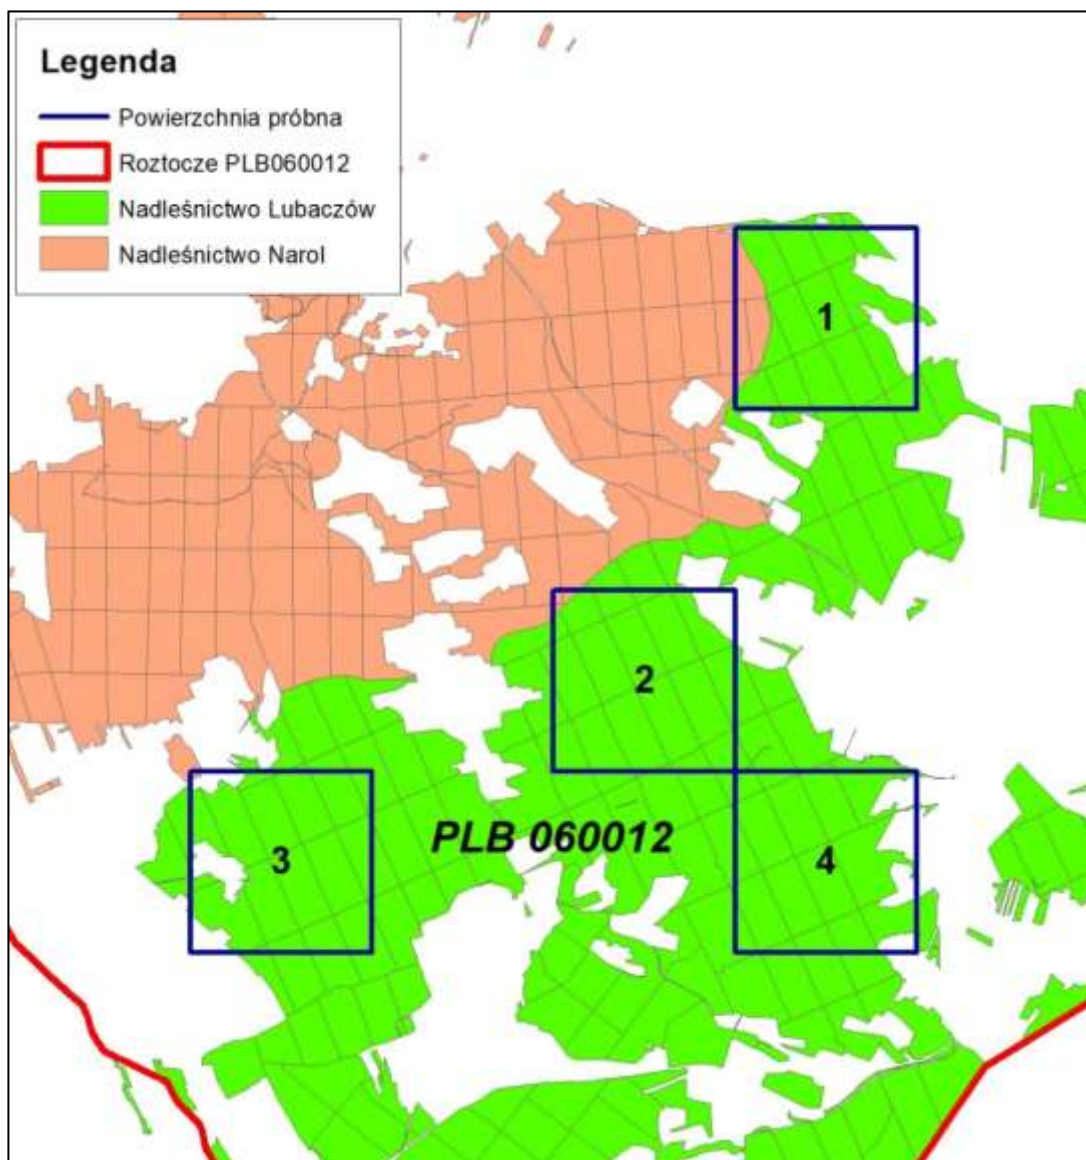 Legenda
Powierzchnia próbna
Roztocze PLB060012
Nadleśnictwo Lubaczów
Nadleśnictwo Narol
1
2
3
PLB 060012
4